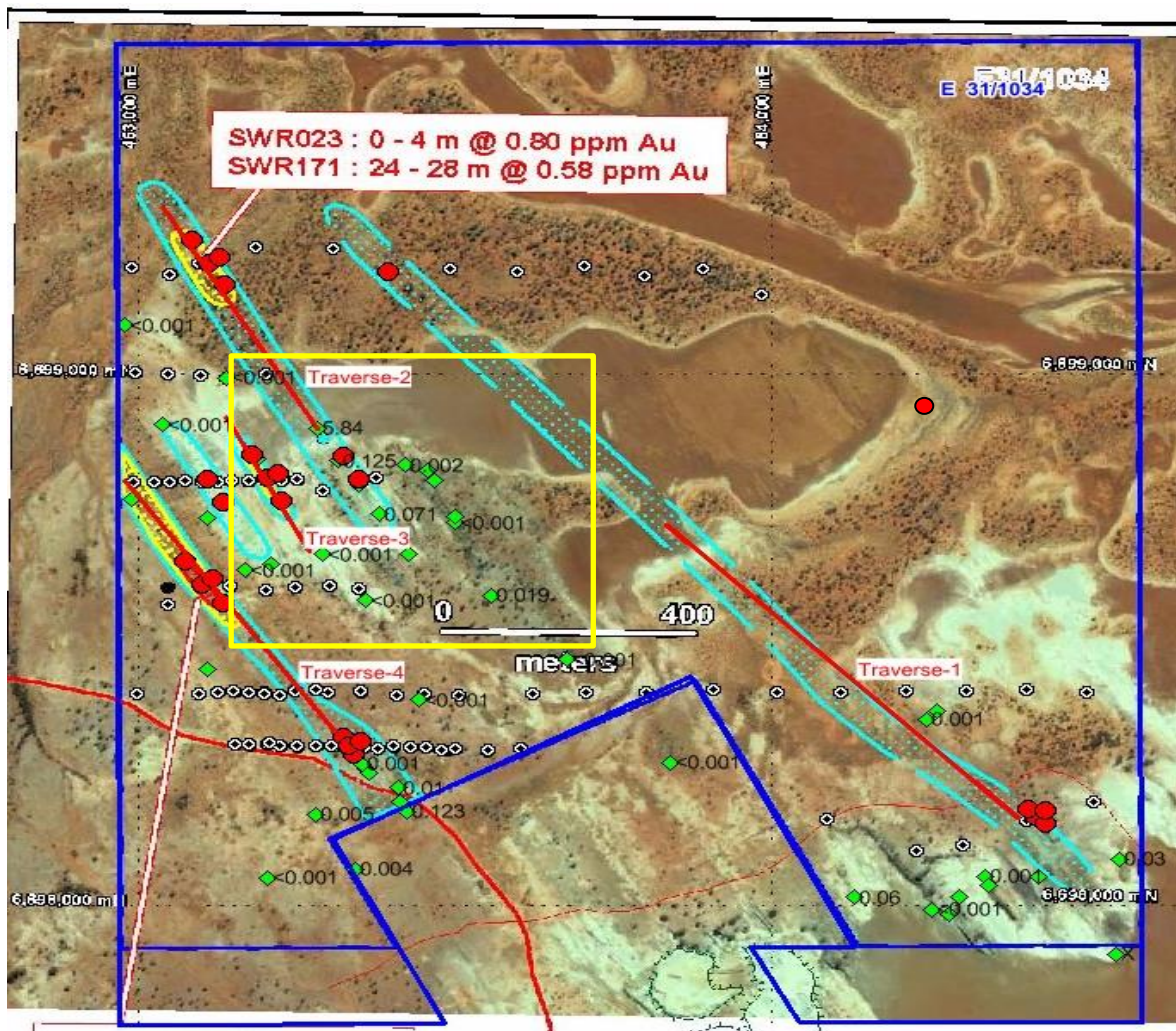 E 31/1034
E31/1034
463,000 mE
464,000 mE
SWR023 : 0 - 4 m @ 0.80 ppm Au
SWR171 : 24 - 28 m @ 0.58 ppm Au
<0.001
6,899,000 mN
6,899,000 mN
<0.001
Traverse-2
<0.001
5.84
0.125
0.002
0.071
<0.001
Traverse-3
<0.001
<0.001
<0.001
0.019
0
400
meters
Traverse-4
Traverse-1
<0.001
0.001
0.001
<0.001
0.01
0.005
0.123
0.03
0.004
<0.001
0.06
<0.001
6,898,000 mN
6,898,000 mN
X